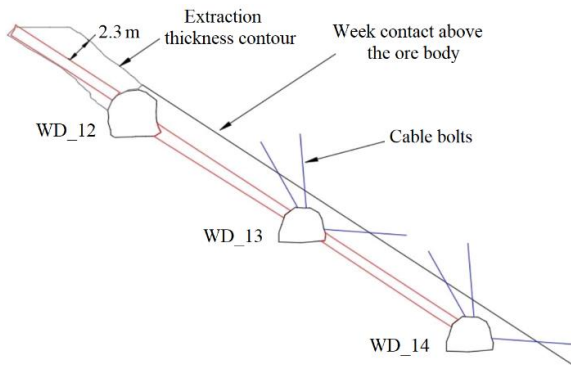 Extraction
thickness contour
2.3 m
Week contact above
the ore body
WD_12
Cable bolts
WD_13
WD_14